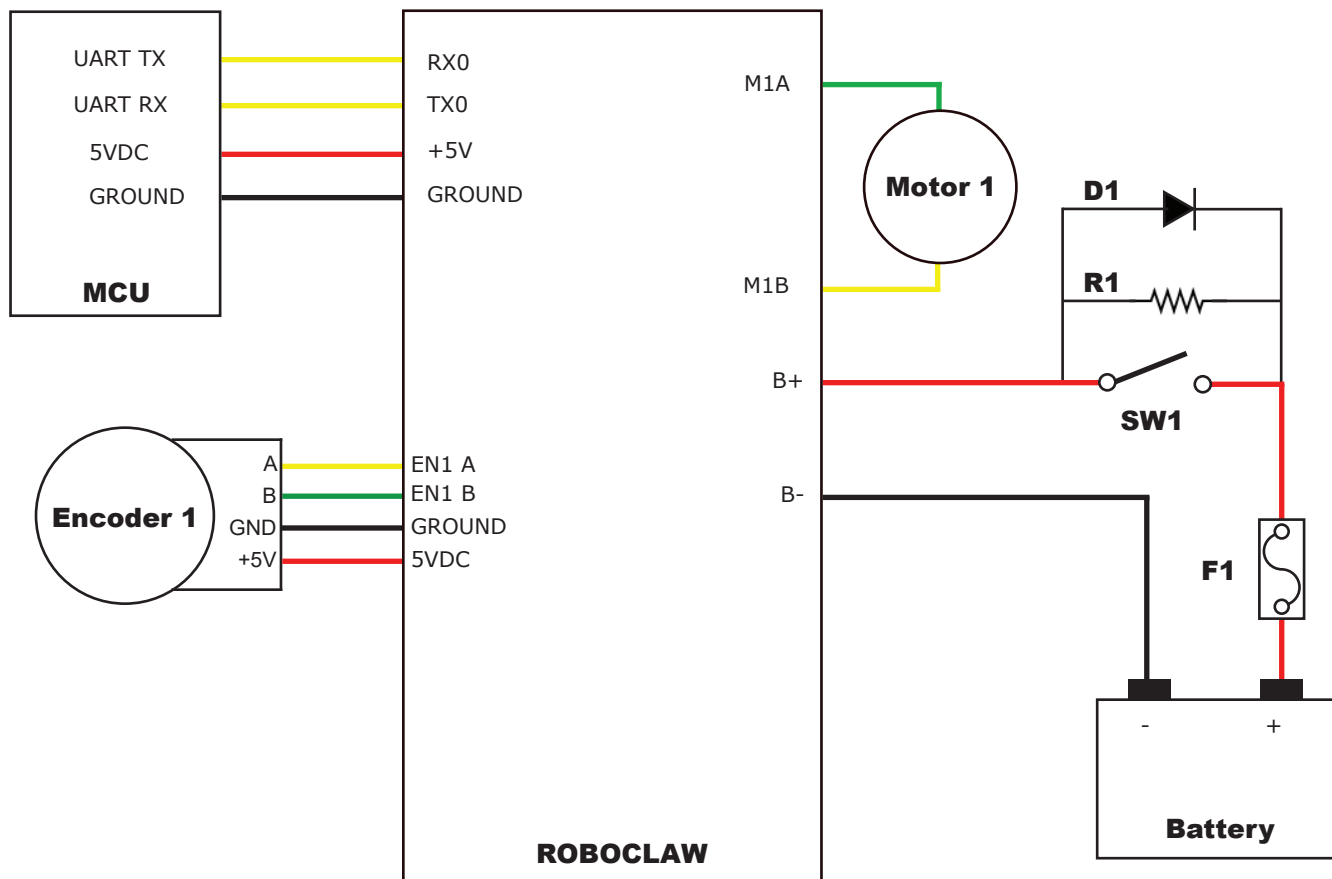 UART TX
UART RX
5VDC
GROUND
MCU
RX0
TX0
+5V
GROUND
M1A
Motor 1
M1B
D1
R1
B+
SW1
B-
F1
Encoder 1
A
B
GND
+5V
EN1 A
EN1 B
GROUND
5VDC
- +
Battery
ROBOCLAW